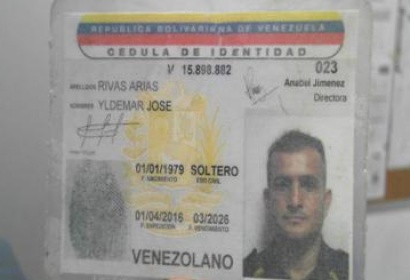 REPUBLICA BOLIVARIANA DE VENEZUELA
CEDULA DE IDENTIDAD
V 15.898.802 023
APELLIDOS RIVAS ARIAS
Anabel Jimenez
Directora
NOMBRES YLDEMAR JOSE
01/01/1979 SOLTERO
F. NACIMIENTO EDO CIVIL
01/04/2016 03/2026
F. EXPEDICION F. VENCIMIENTO
VENEZOLANO